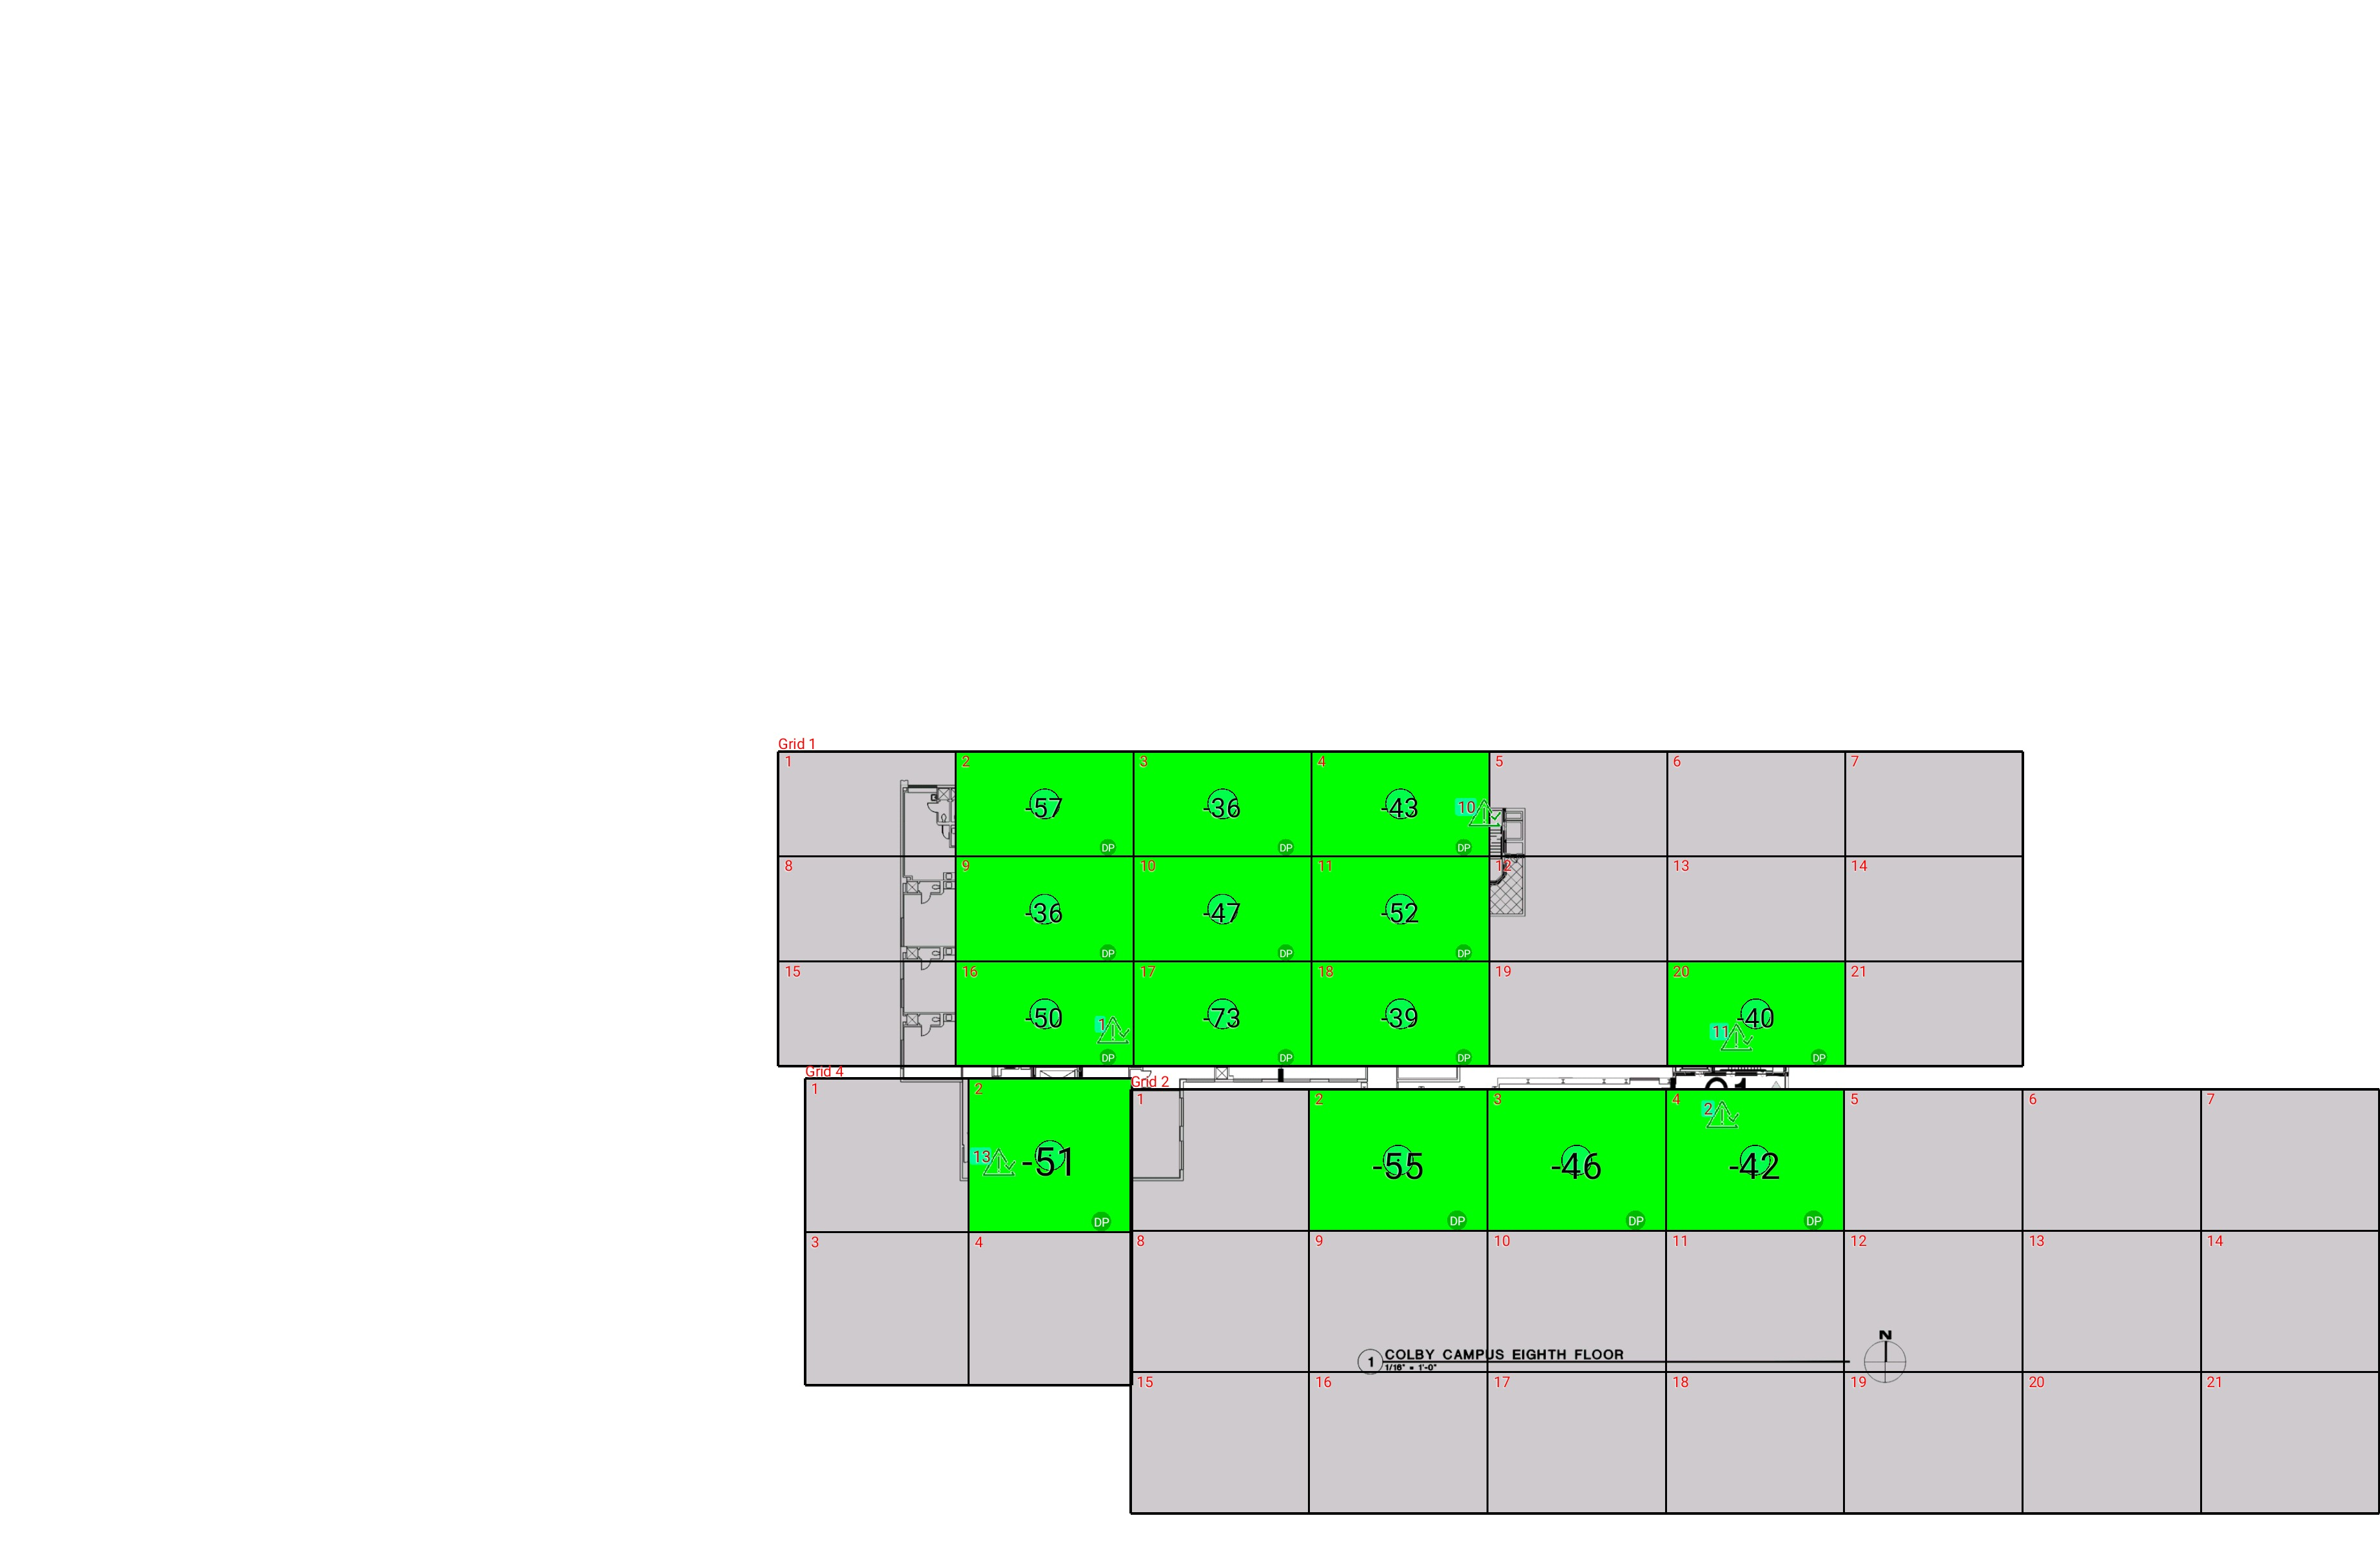 Grid 1
1 2 3 4 5 6 7
-57 -36 -43 10
DP DP DP
8 9 10 11 12 13 14
-36 -47 -52
DP DP DP
15 16 17 18 19 20 21
-50 1 -73 -39 11 -40
DP DP DP DP
Grid 4
1 2
13 -51
DP
3 4
Grid 2
1 2 3 4 5 6 7
2
-55 -46 -42
DP DP DP
8 9 10 11 12 13 14
N
1 COLBY CAMPUS EIGHTH FLOOR
1/16" = 1'-0"
15 16 17 18 19 20 21